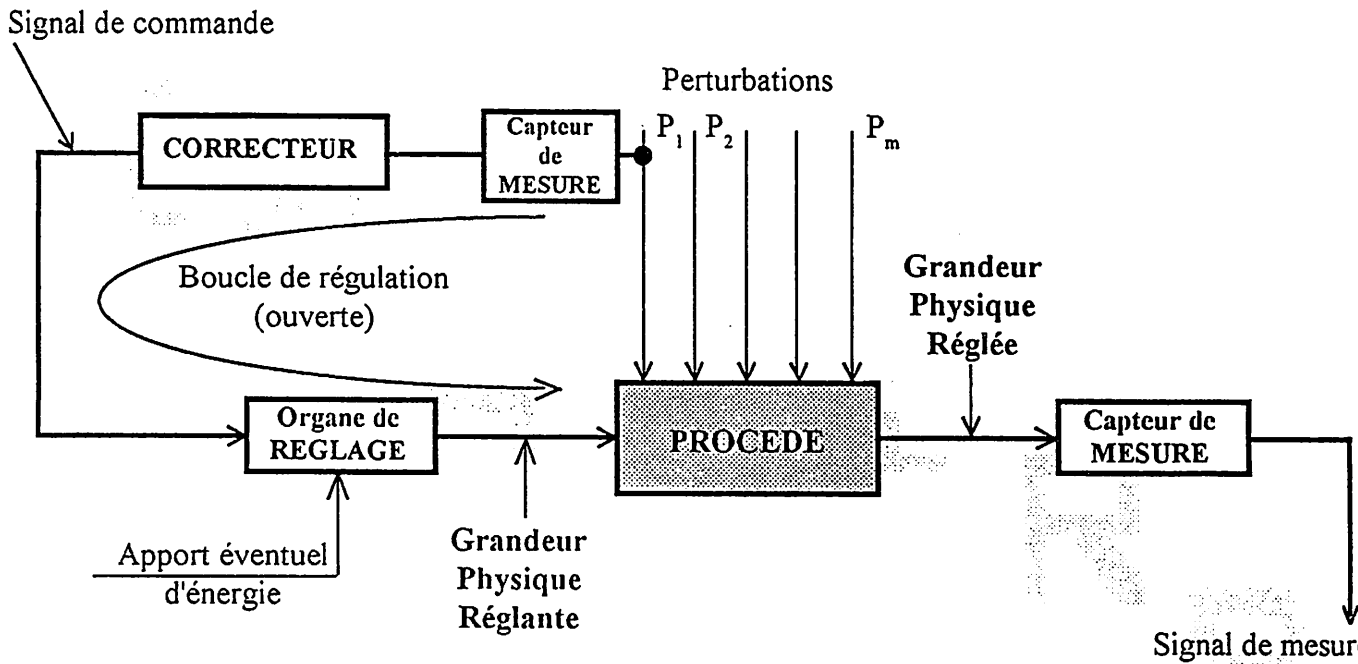 Signal de commande
Perturbations
CORRECTEUR
Capteur
de
MESURE
P1
P2
Pm
Boucle de régulation
(ouverte)
Grandeur
Physique
Réglée
Organe de
REGLAGE
PROCEDE
Capteur de
MESURE
Apport éventuel
d'énergie
Grandeur
Physique
Réglante
Signal de mesure